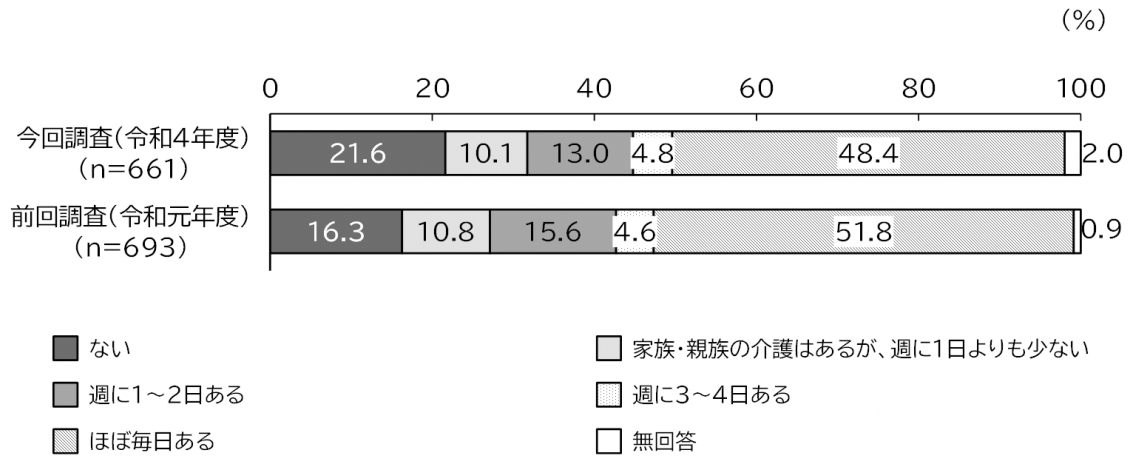 (%)
0 20 40 60 80 100
今回調査(令和4年度)
(n=661)
21.6 10.1 13.0 4.8 48.4 2.0
前回調査(令和元年度)
(n=693)
16.3 10.8 15.6 4.6 51.8 0.9
ない 家族・親族の介護はあるが、週に1日よりも少ない
週に1~2日ある 週に3~4日ある
ほぼ毎日ある 無回答